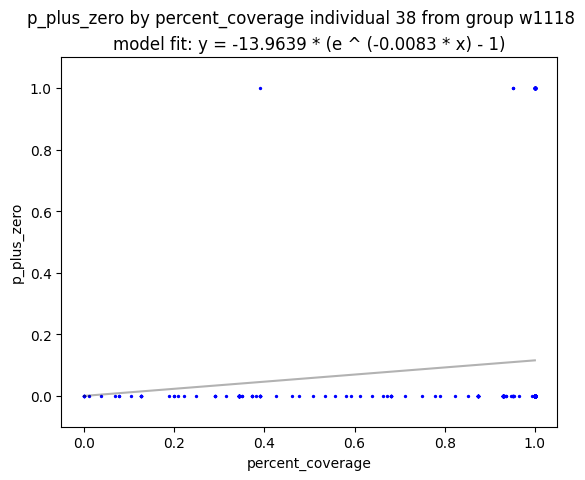 p_plus_zero by percent_coverage individual 38 from group w1118
model fit: y = -13.9639 * (e ^ (-0.0083 * x) - 1)
1.0
0.8
0.6
0.4
0.2
0.0
p_plus_zero
0.0 0.2 0.4 0.6 0.8 1.0
percent_coverage